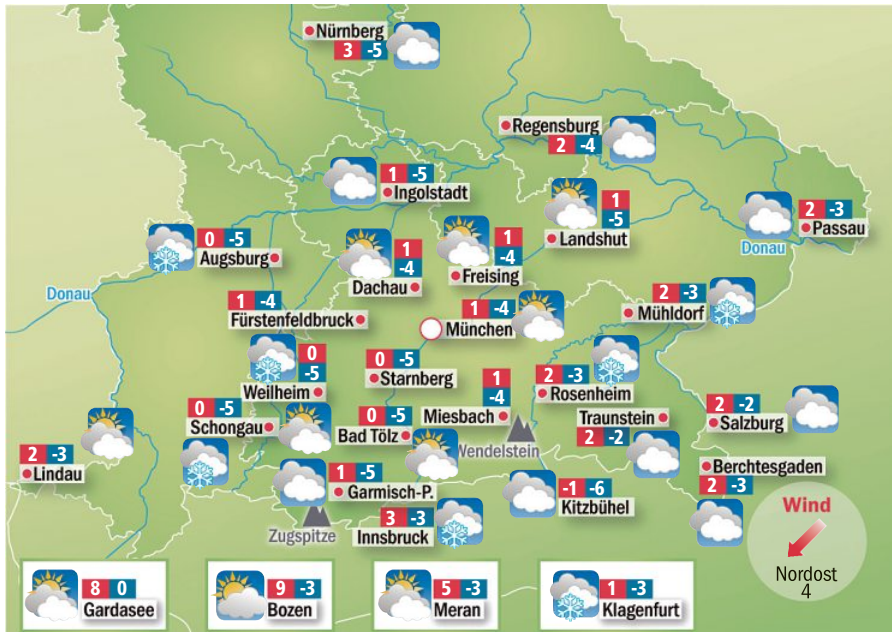 Nürnberg
3 -5
Regensburg
2 -4
1 -5
Ingolstadt
1
-5
Landshut
2 -3
Passau
Donau
0 -5
Augsburg
1
-4
Dachau
1
-4
Freising
Donau
1 -4
Fürstenfeldbruck
1 -4
München
2 -3
Mühldorf
0
-5
Weilheim
0 -5
Starnberg
1
-4
Miesbach
2 -3
Rosenheim
0 -5
Schongau
0 -5
Bad Tölz
Traunstein
2 -2
2 -2
Salzburg
Wendelstein
2 -3
Lindau
1 -5
Garmisch-P.
Zugspitze
3 -3
Innsbruck
-1 -6
Kitzbühel
Berchtesgaden
2 -3
Wind
Nordost
4
8 0
Gardasee
9 -3
Bozen
5 -3
Meran
1 -3
Klagenfurt